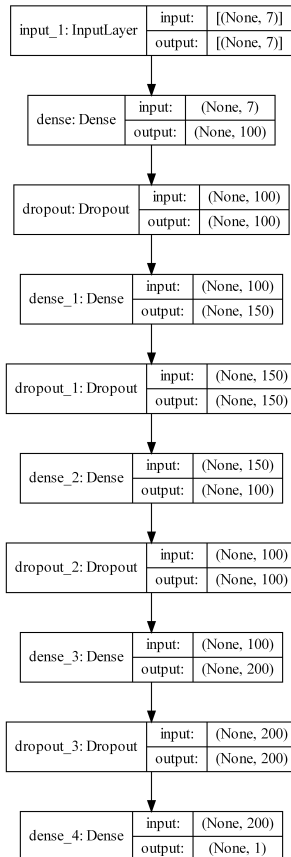 input_1: InputLayer input: [(None, 7)]
output: [(None, 7)]
dense: Dense input: (None, 7)
output: (None, 100)
dropout: Dropout input: (None, 100)
output: (None, 100)
dense_1: Dense input: (None, 100)
output: (None, 150)
dropout_1: Dropout input: (None, 150)
output: (None, 150)
dense_2: Dense input: (None, 150)
output: (None, 100)
dropout_2: Dropout input: (None, 100)
output: (None, 100)
dense_3: Dense input: (None, 100)
output: (None, 200)
dropout_3: Dropout input: (None, 200)
output: (None, 200)
dense_4: Dense input: (None, 200)
output: (None, 1)